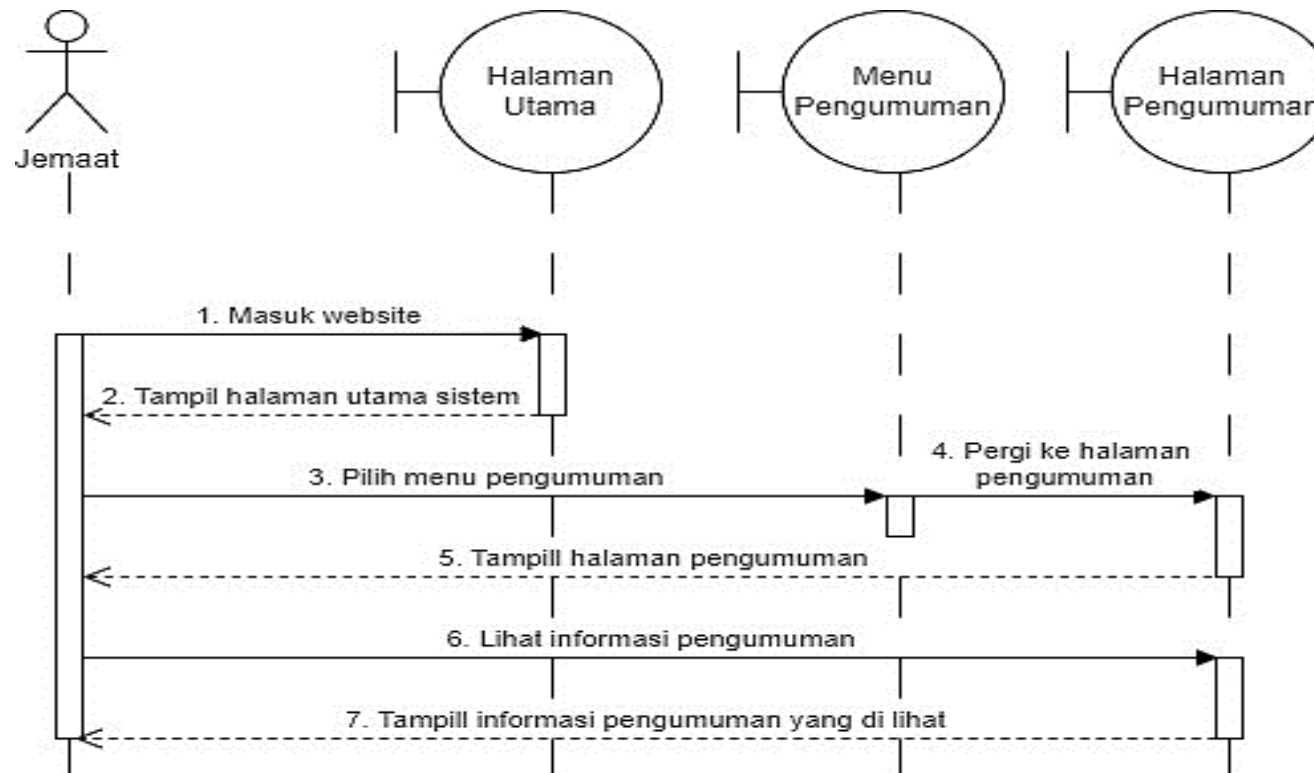 Halaman
Utama
Menu
Pengumuman
Halaman
Pengumuman
Jemaat
1. Masuk website
2. Tampil halaman utama sistem
3. Pilih menu pengumuman
4. Pergi ke halaman
pengumuman
5. Tampill halaman pengumuman
6. Lihat informasi pengumuman
7. Tampill informasi pengumuman yang di lihat